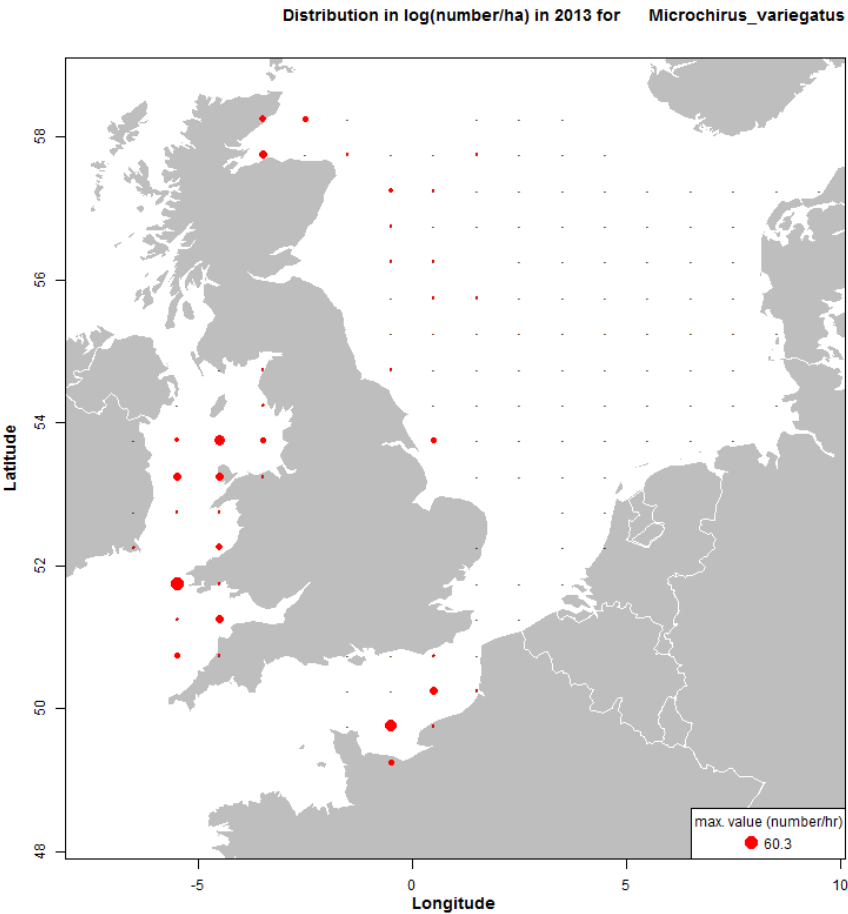 Distribution in log(number/ha) in 2013 for Microchirus_variegatus
58
56
54
52
50
48
Latitude
-5 0 5 10
Longitude
max. value (number/hr)
60.3